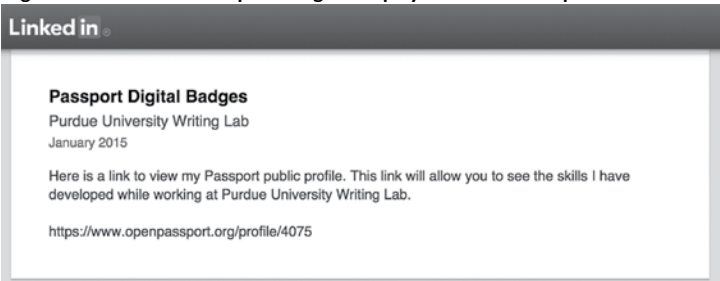 Linked in ®
Passport Digital Badges
Purdue University Writing Lab
January 2015
Here is a link to view my Passport public profile. This link will allow you to see the skills I have
developed while working at Purdue University Writing Lab.
https://www.openpassport.org/profile/4075